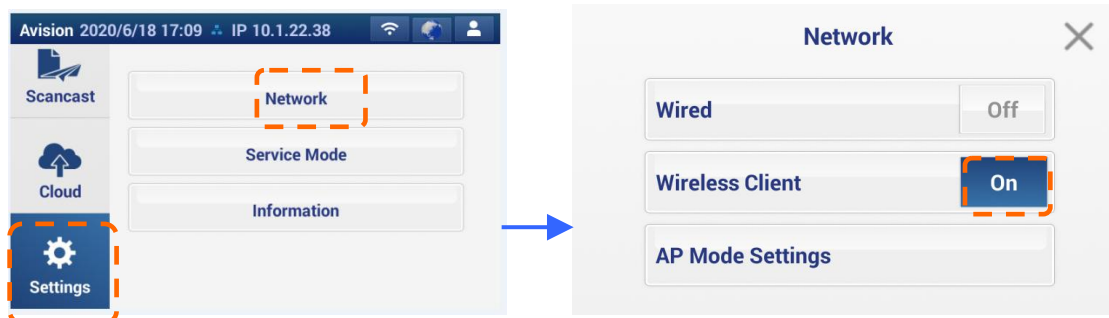 Avision 2020/6/18 17:09 IP 10.1.22.38
Scancast
Network
Service Mode
Cloud
Information
Settings
Network
Wired Off
Wireless Client On
AP Mode Settings